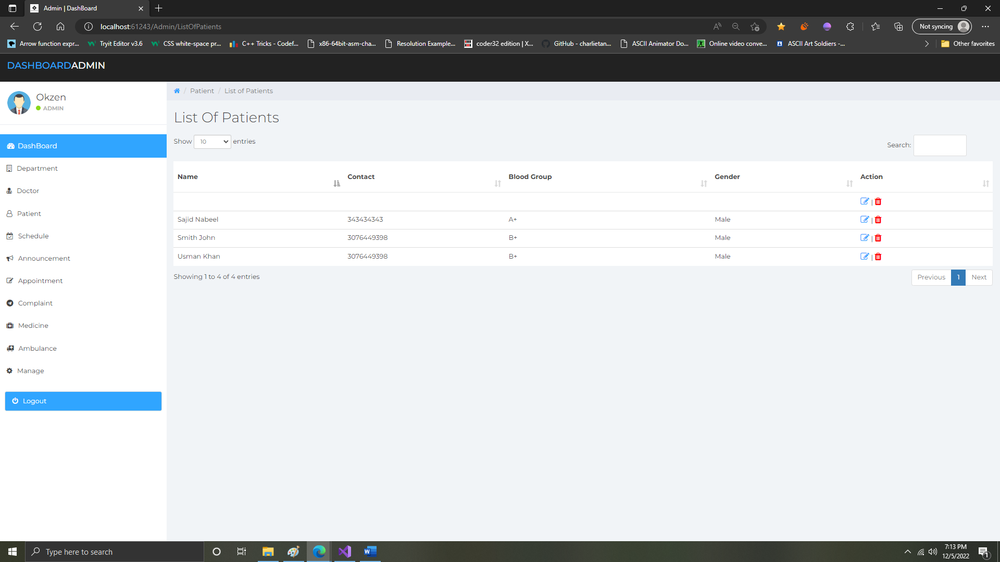 Admin | DashBoard
localhost:61243/Admin/ListOfPatients
Not syncing
Arrow function expr...
Tryit Editor v3.6
CSS white-space pr...
C++ Tricks - Codef...
x86-64bit-asm-cha...
Resolution Example...
coder32 edition | X...
GitHub - charlietan...
ASCII Animator Do...
Online video conve...
ASCII Art Soldiers -...
Other favorites
DASHBOARDADMIN
Okzen
ADMIN
DashBoard
Department
Doctor
Patient
Schedule
Announcement
Appointment
Complaint
Medicine
Ambulance
Manage
Logout
/ Patient / List of Patients
List Of Patients
Show 10 entries
Search:
Name Contact Blood Group Gender Action
|
Sajid Nabeel 343434343 A+ Male |
Smith John 3076449398 B+ Male |
Usman Khan 3076449398 B+ Male |
Showing 1 to 4 of 4 entries
Previous 1 Next
Type here to search
7:13 PM
12/5/2022
1